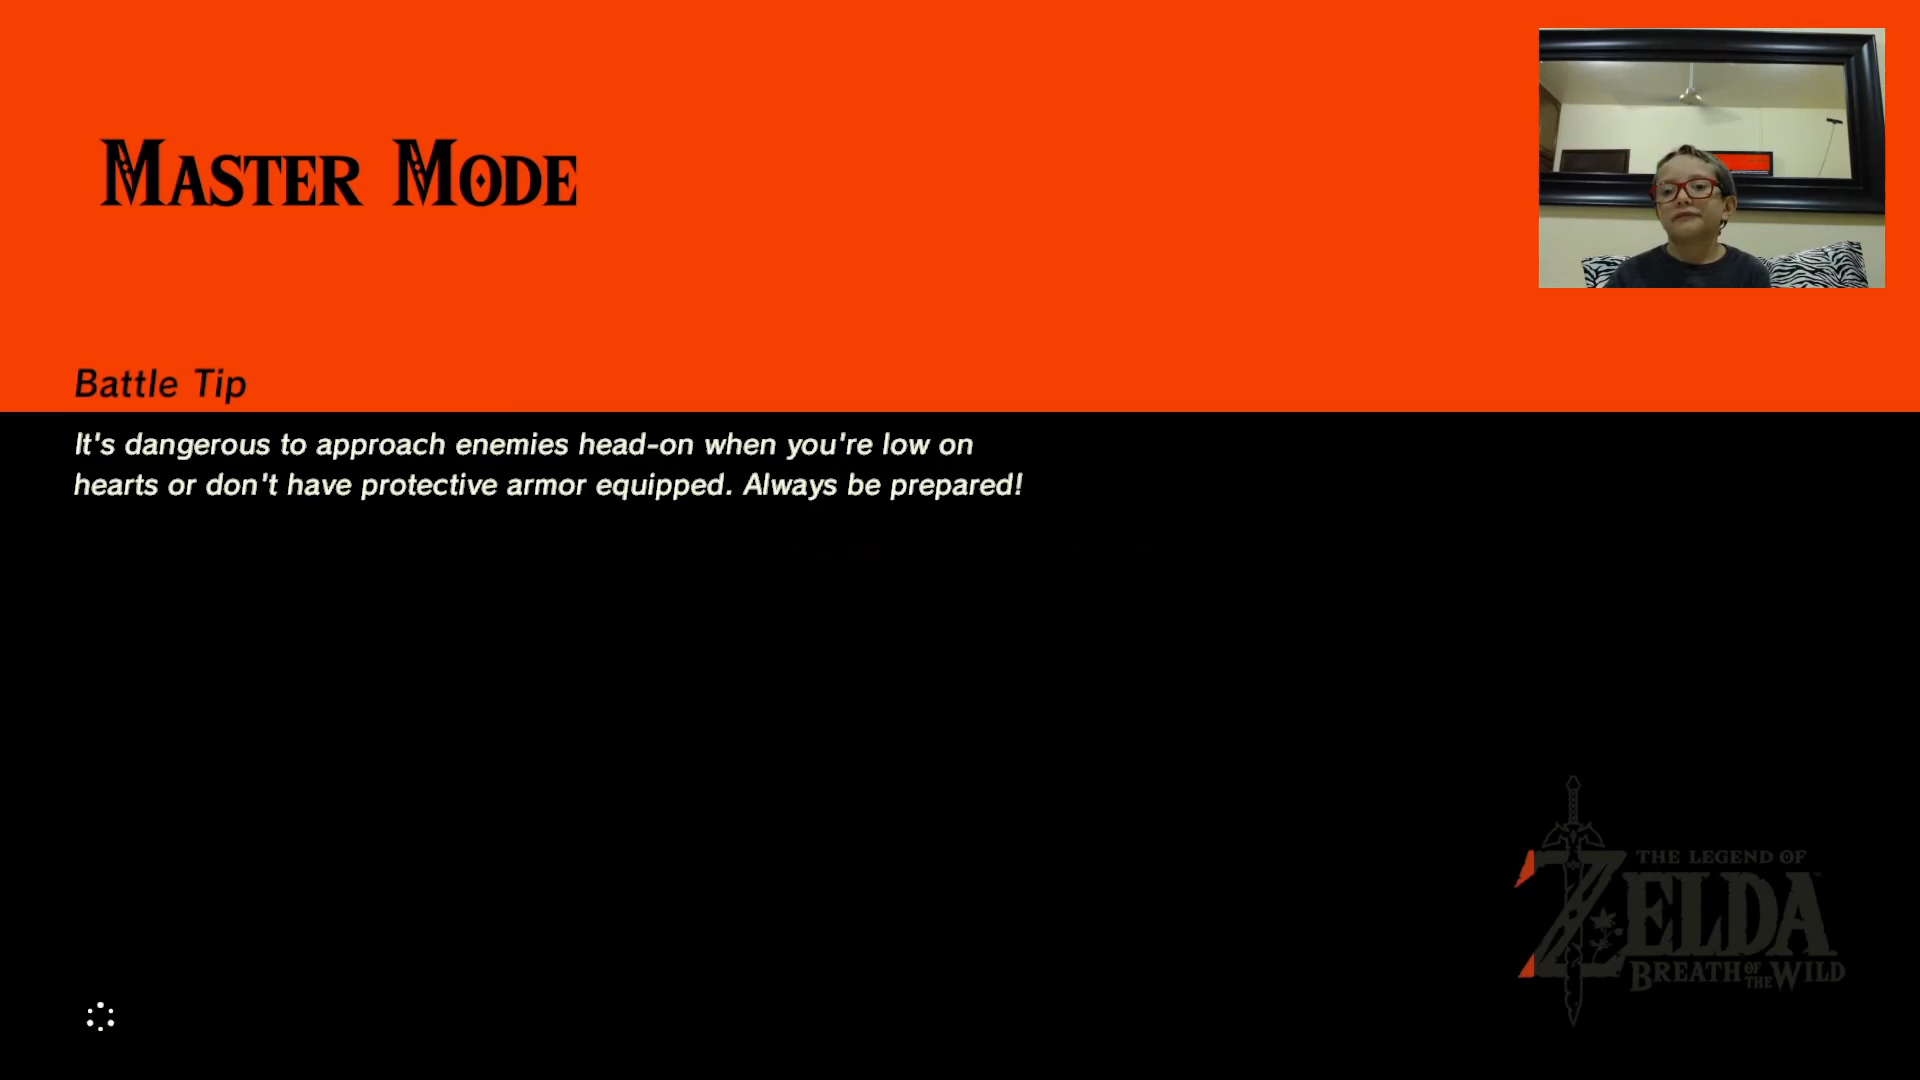 Master Mode
Battle Tip
It's dangerous to approach enemies head-on when you're low on
hearts or don't have protective armor equipped. Always be prepared!
THE LEGEND OF
ZELDA
BREATH OF THE WILD